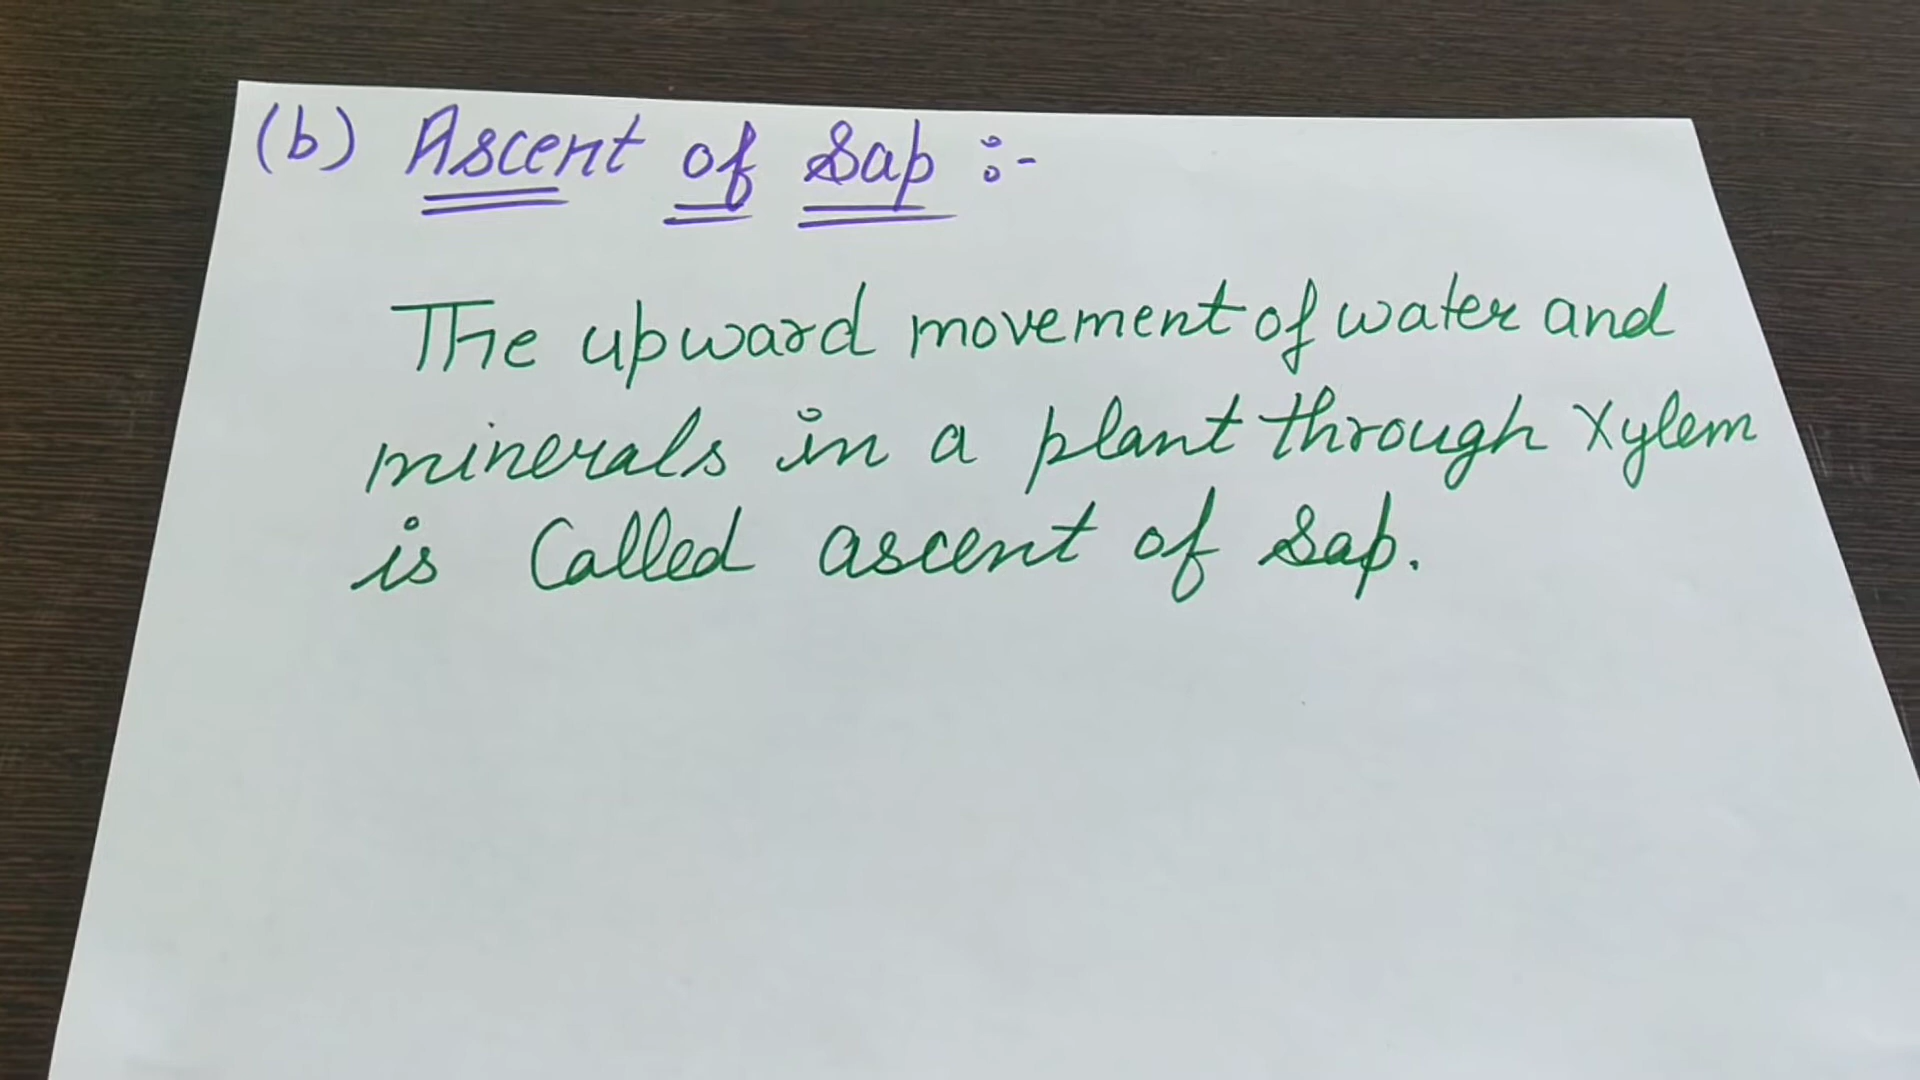 (b) Ascent of Sap :-
The upward movement of water and
minerals in a plant through Xylem
is Called ascent of Sap.